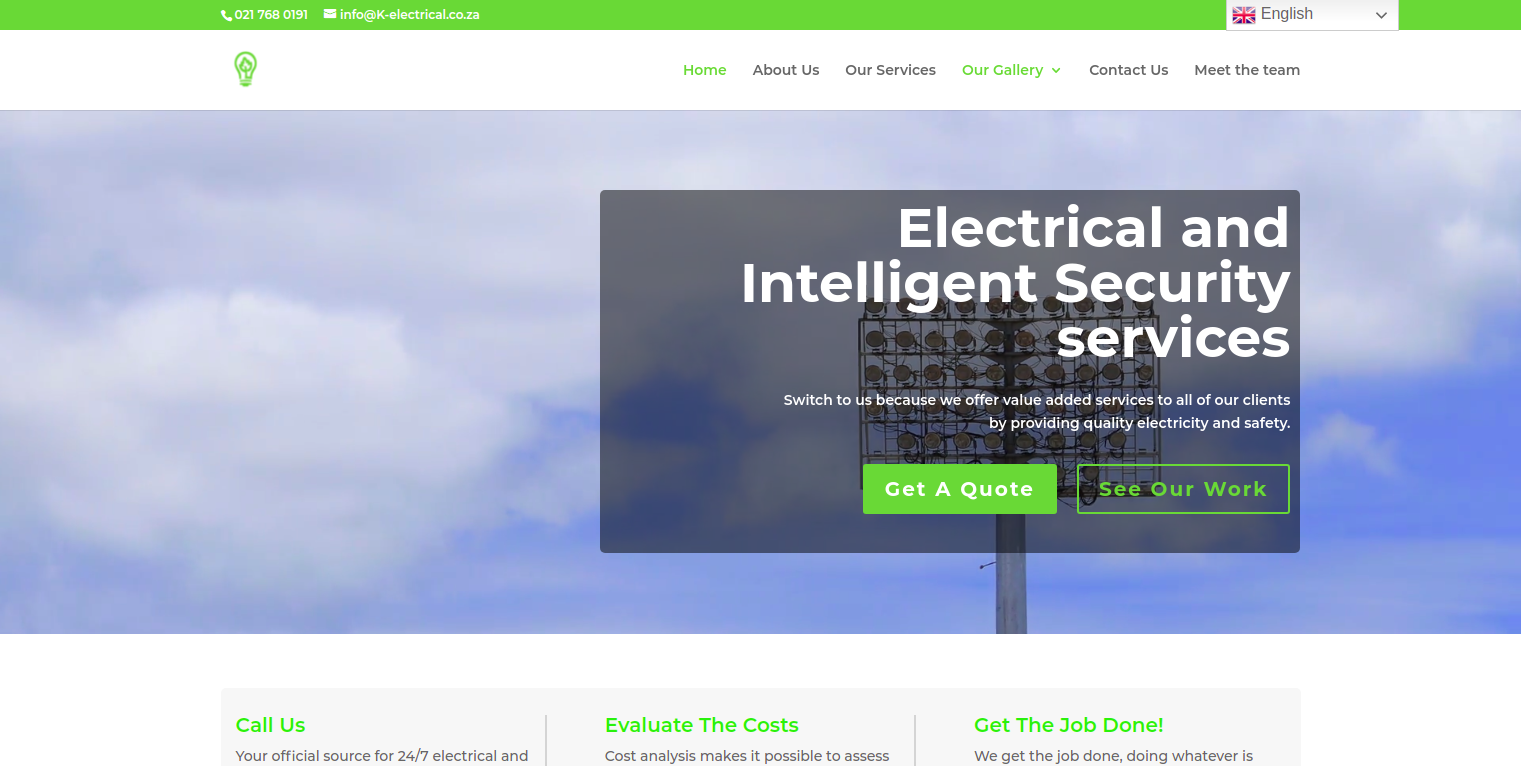 021 768 0191 info@K-electrical.co.za English
Home About Us Our Services Our Gallery Contact Us Meet the team
Electrical and
Intelligent Security
services
Switch to us because we offer value added services to all of our clients
by providing quality electricity and safety.
Get A Quote See Our Work
Call Us Evaluate The Costs Get The Job Done!
Your official source for 24/7 electrical and Cost analysis makes it possible to assess We get the job done, doing whatever is